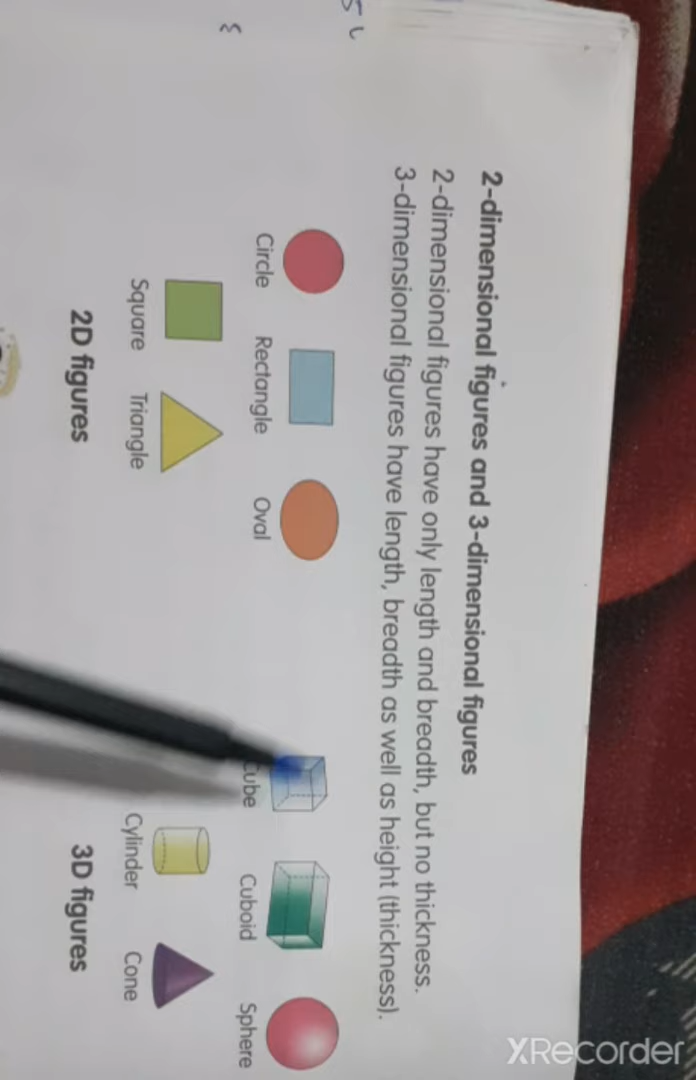 2-dimensional figures and 3-dimensional figures
2-dimensional figures have only length and breadth, but no thickness.
3-dimensional figures have length, breadth as well as height (thickness).
Circle Rectangle Oval
Square Triangle
2D figures
Cube Cuboid Sphere
Cylinder Cone
3D figures
XRecorder